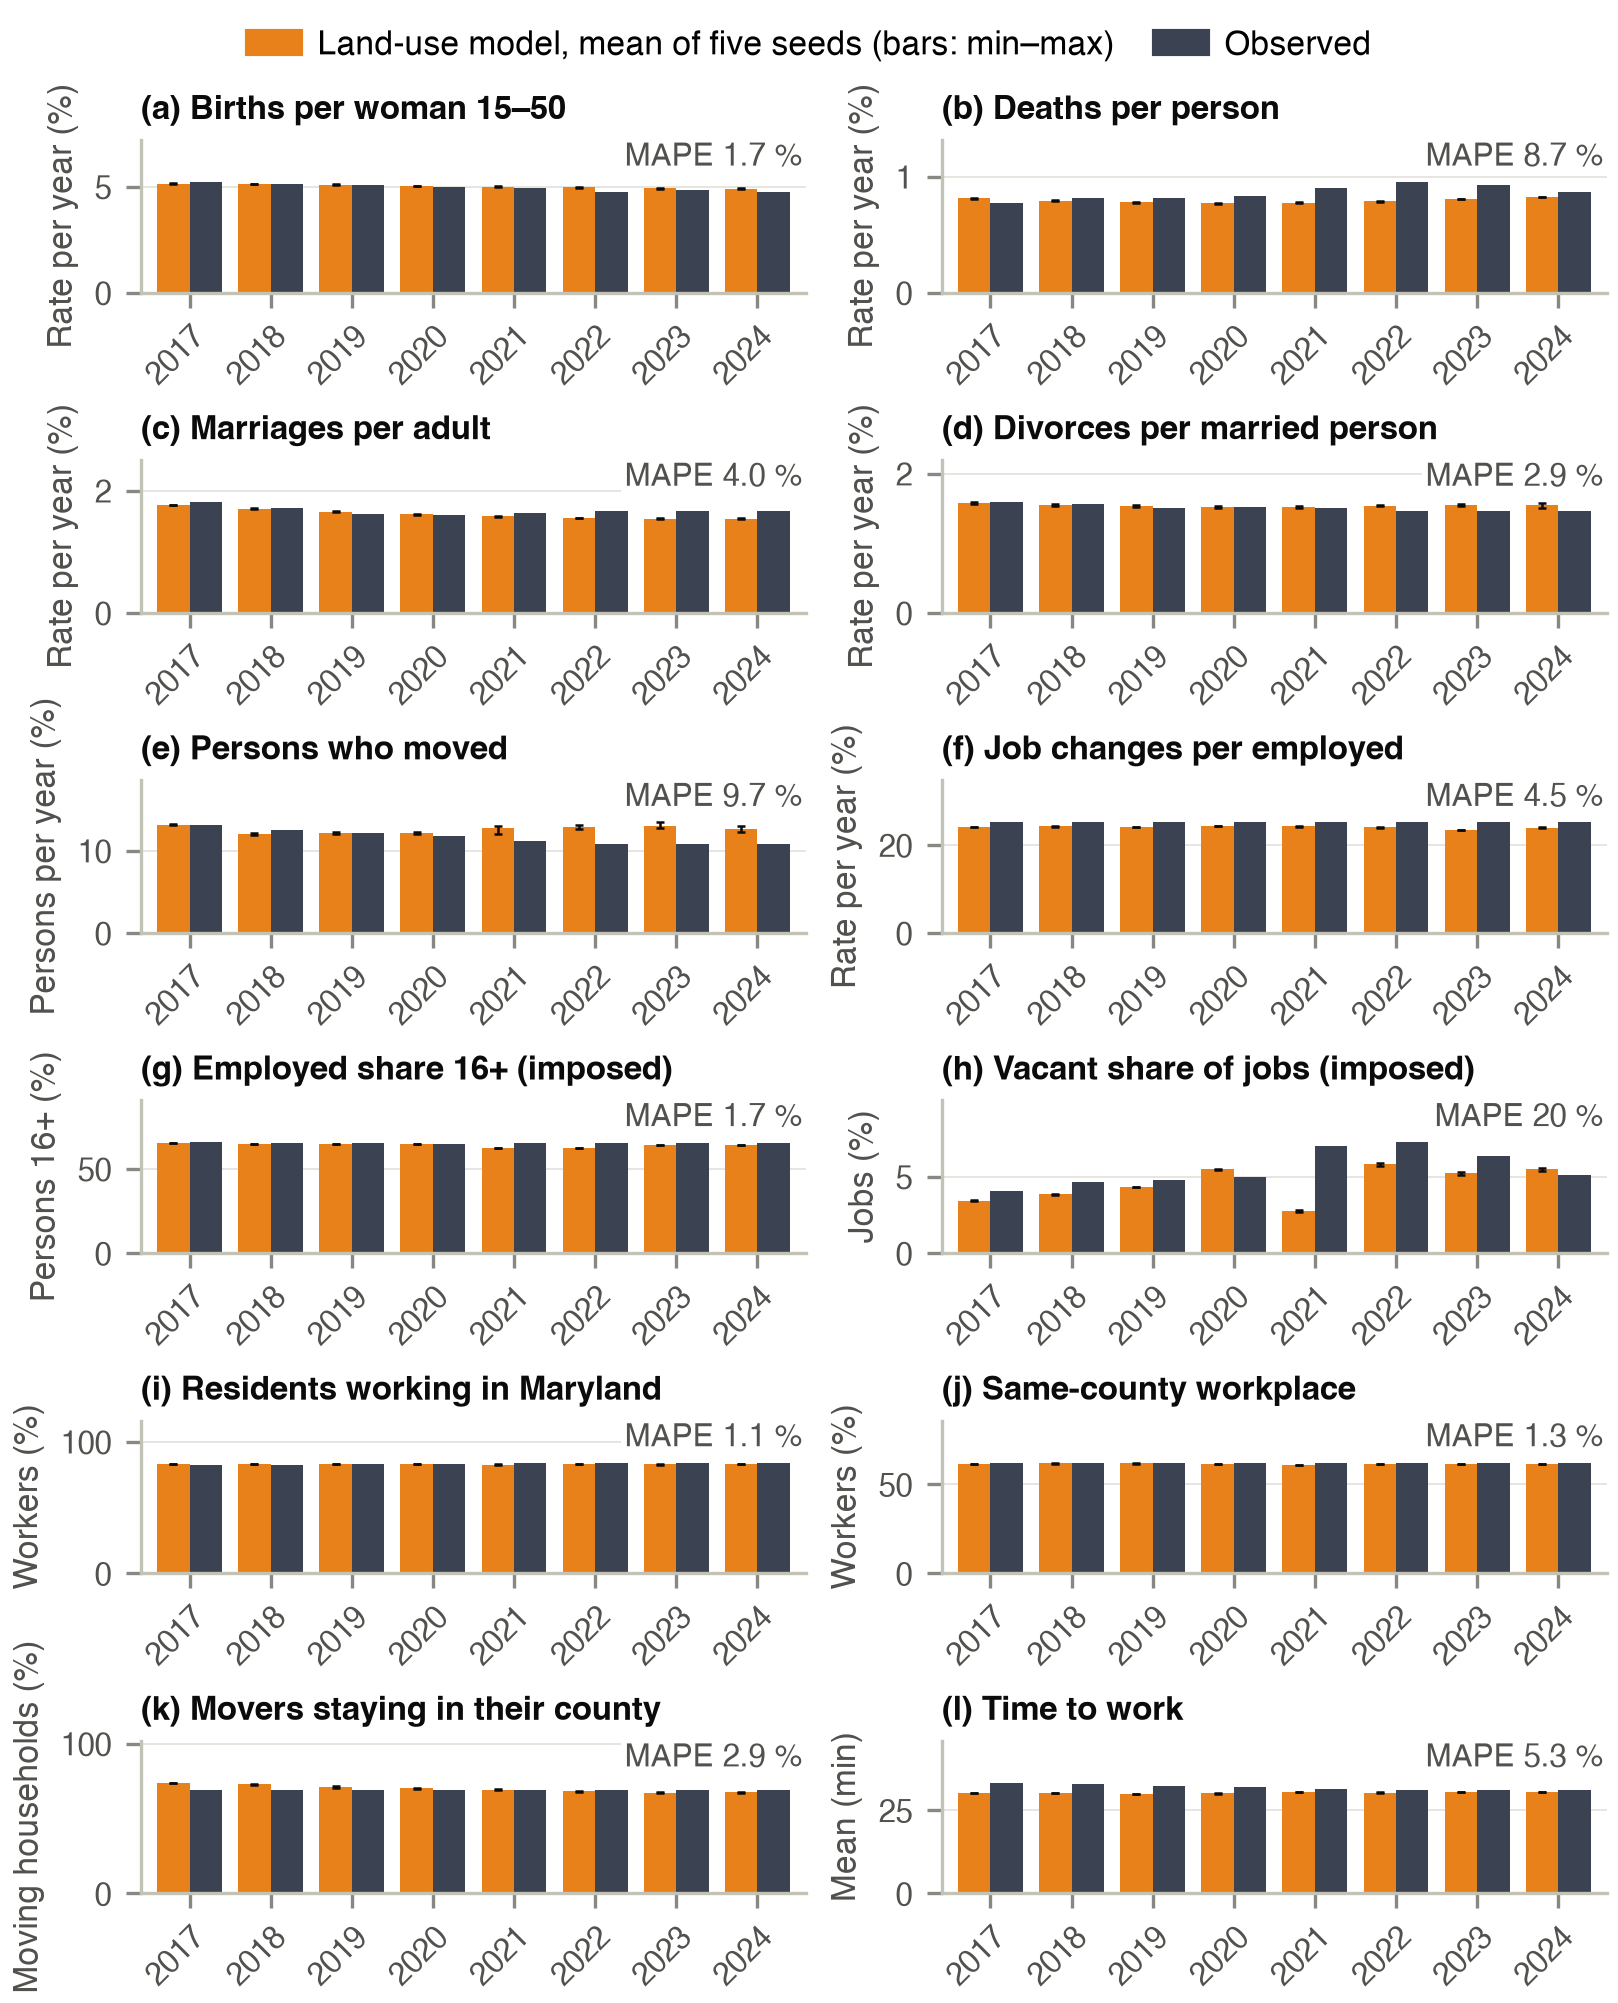 Land-use model, mean of five seeds (bars: min–max) Observed
(a) Births per woman 15–50
MAPE 1.7 %
Rate per year (%)
5
0
2017 2018 2019 2020 2021 2022 2023 2024
(b) Deaths per person
MAPE 8.7 %
Rate per year (%)
1
0
2017 2018 2019 2020 2021 2022 2023 2024
(c) Marriages per adult
MAPE 4.0 %
Rate per year (%)
2
0
2017 2018 2019 2020 2021 2022 2023 2024
(d) Divorces per married person
MAPE 2.9 %
Rate per year (%)
2
0
2017 2018 2019 2020 2021 2022 2023 2024
(e) Persons who moved
MAPE 9.7 %
Persons per year (%)
10
0
2017 2018 2019 2020 2021 2022 2023 2024
(f) Job changes per employed
MAPE 4.5 %
Rate per year (%)
20
0
2017 2018 2019 2020 2021 2022 2023 2024
(g) Employed share 16+ (imposed)
MAPE 1.7 %
Persons 16+ (%)
50
0
2017 2018 2019 2020 2021 2022 2023 2024
(h) Vacant share of jobs (imposed)
MAPE 20 %
Jobs (%)
5
0
2017 2018 2019 2020 2021 2022 2023 2024
(i) Residents working in Maryland
MAPE 1.1 %
Workers (%)
100
0
2017 2018 2019 2020 2021 2022 2023 2024
(j) Same-county workplace
MAPE 1.3 %
Workers (%)
50
0
2017 2018 2019 2020 2021 2022 2023 2024
(k) Movers staying in their county
MAPE 2.9 %
Moving households (%)
100
0
2017 2018 2019 2020 2021 2022 2023 2024
(l) Time to work
MAPE 5.3 %
Mean (min)
25
0
2017 2018 2019 2020 2021 2022 2023 2024